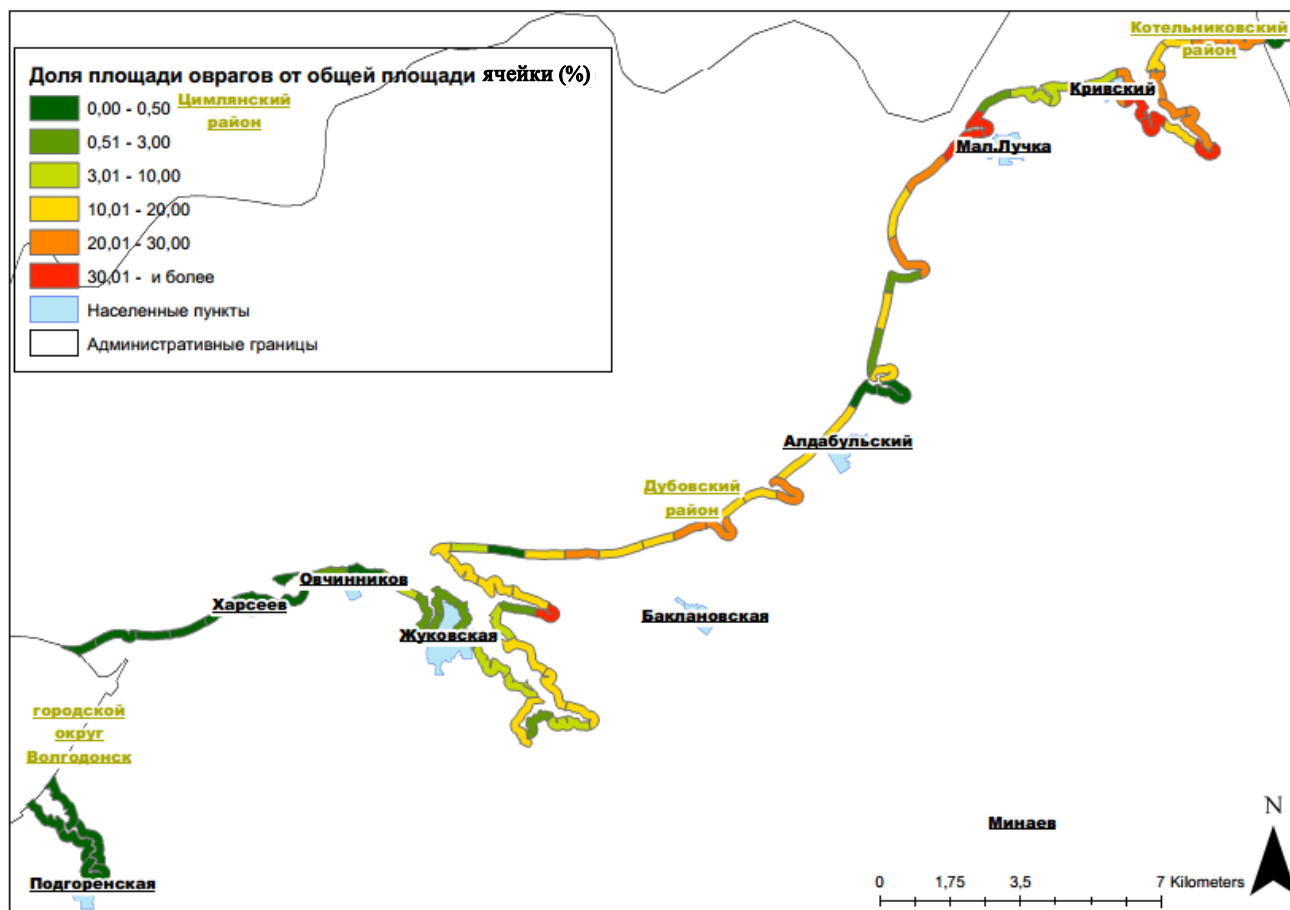 Доля площади оврагов от общей площади ячейки (%)
0,00 - 0,50
0,51 - 3,00
3,01 - 10,00
10,01 - 20,00
20,01 - 30,00
30,01 - и более
Населенные пункты
Административные границы
Цимлянский
район
Котельниковский
район
Кривский
Мал.Лучка
Алдабульский
Дубовский
район
Овчинников
Харсеев
Баклановская
Жуковская
городской
округ
Волгодонск
Минаев
Подгоренская
N
0 1,75 3,5 7 Kilometers